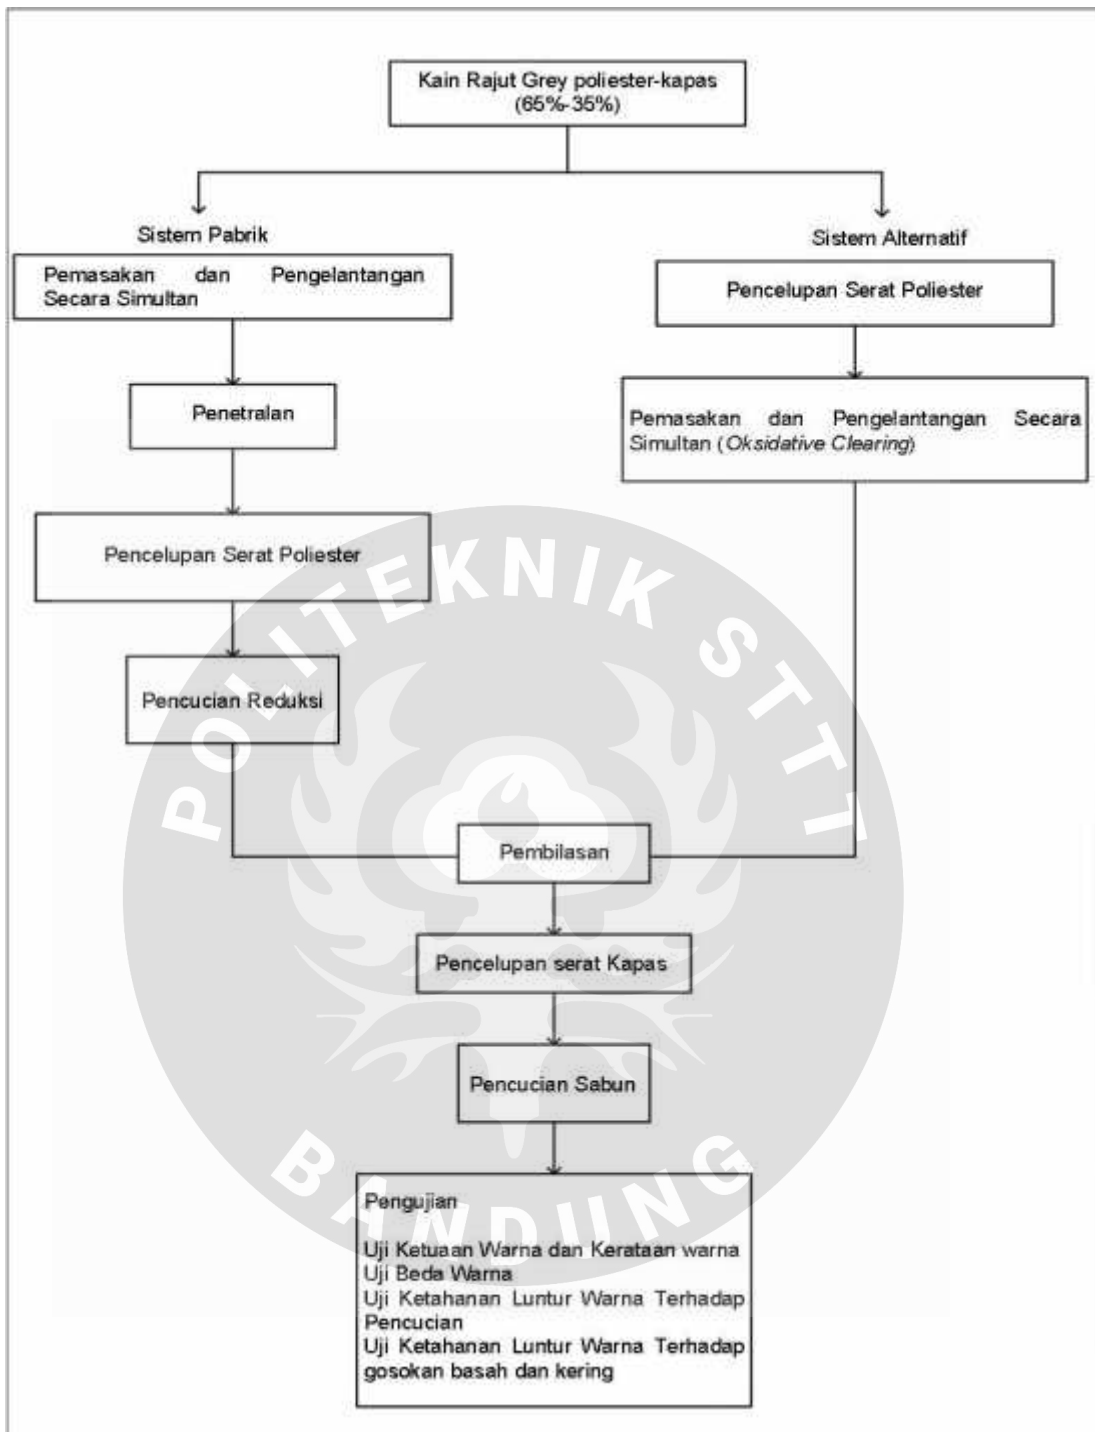 Kain Rajut Grey poliester-kapas
(65%-35%)
Sistem Pabrik
Pemasakan dan Pengelantangan
Secara Simultan
Penetralan
Pencelupan Serat Poliester
Pencucian Reduksi
Sistem Alternatif
Pencelupan Serat Poliester
Pemasakan dan Pengelantangan Secara
Simultan (Oksidative Clearing)
Pembilasan
Pencelupan serat Kapas
Pencucian Sabun
Pengujian
Uji Ketuaan Warna dan Kerataan warna
Uji Beda Warna
Uji Ketahanan Luntur Warna Terhadap
Pencucian
Uji Ketahanan Luntur Warna Terhadap
gosokan basah dan kering
POLITEKNIK STTT
BANDUNG